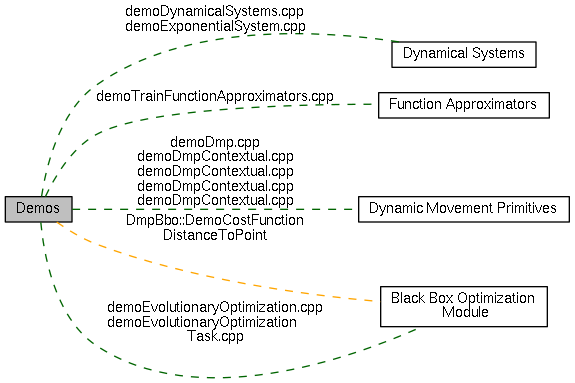 demoDynamicalSystems.cpp
demoExponentialSystem.cpp
Dynamical Systems
demoTrainFunctionApproximators.cpp
Function Approximators
demoDmp.cpp
demoDmpContextual.cpp
demoDmpContextual.cpp
demoDmpContextual.cpp
demoDmpContextual.cpp
Demos
Dynamic Movement Primitives
DmpBbo::DemoCostFunction
DistanceToPoint
Black Box Optimization
Module
demoEvolutionaryOptimization.cpp
demoEvolutionaryOptimization
Task.cpp